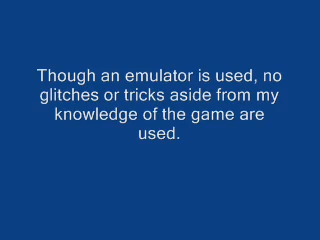 Though an emulator is used, no
glitches or tricks aside from my
knowledge of the game are
used.